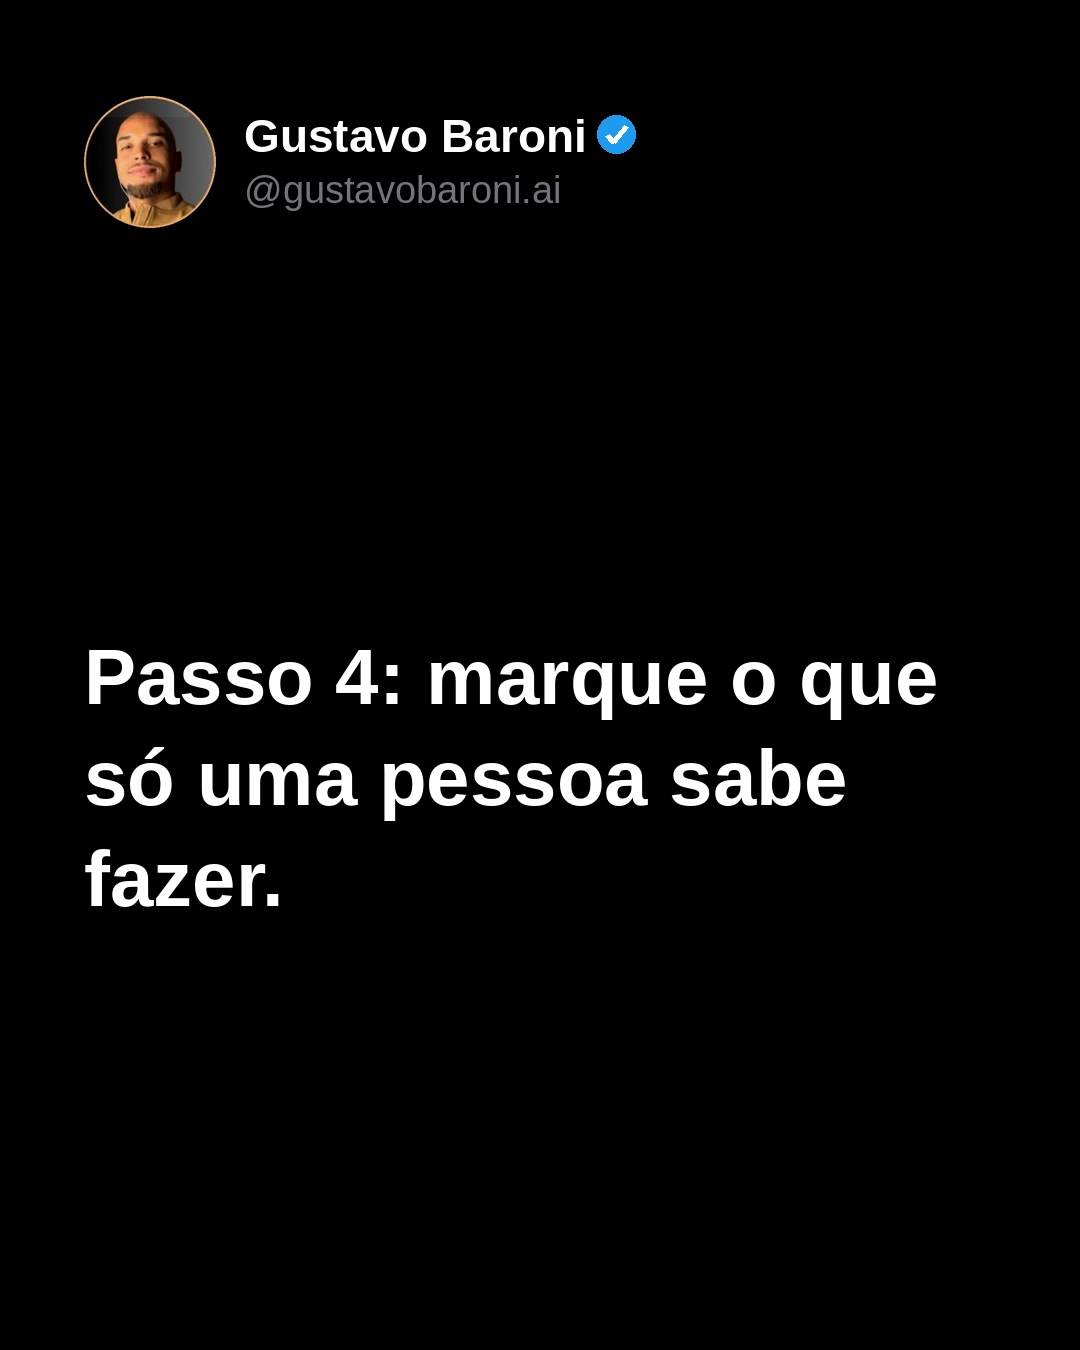 Gustavo Baroni
@gustavobaroni.ai
Passo 4: marque o que
só uma pessoa sabe
fazer.